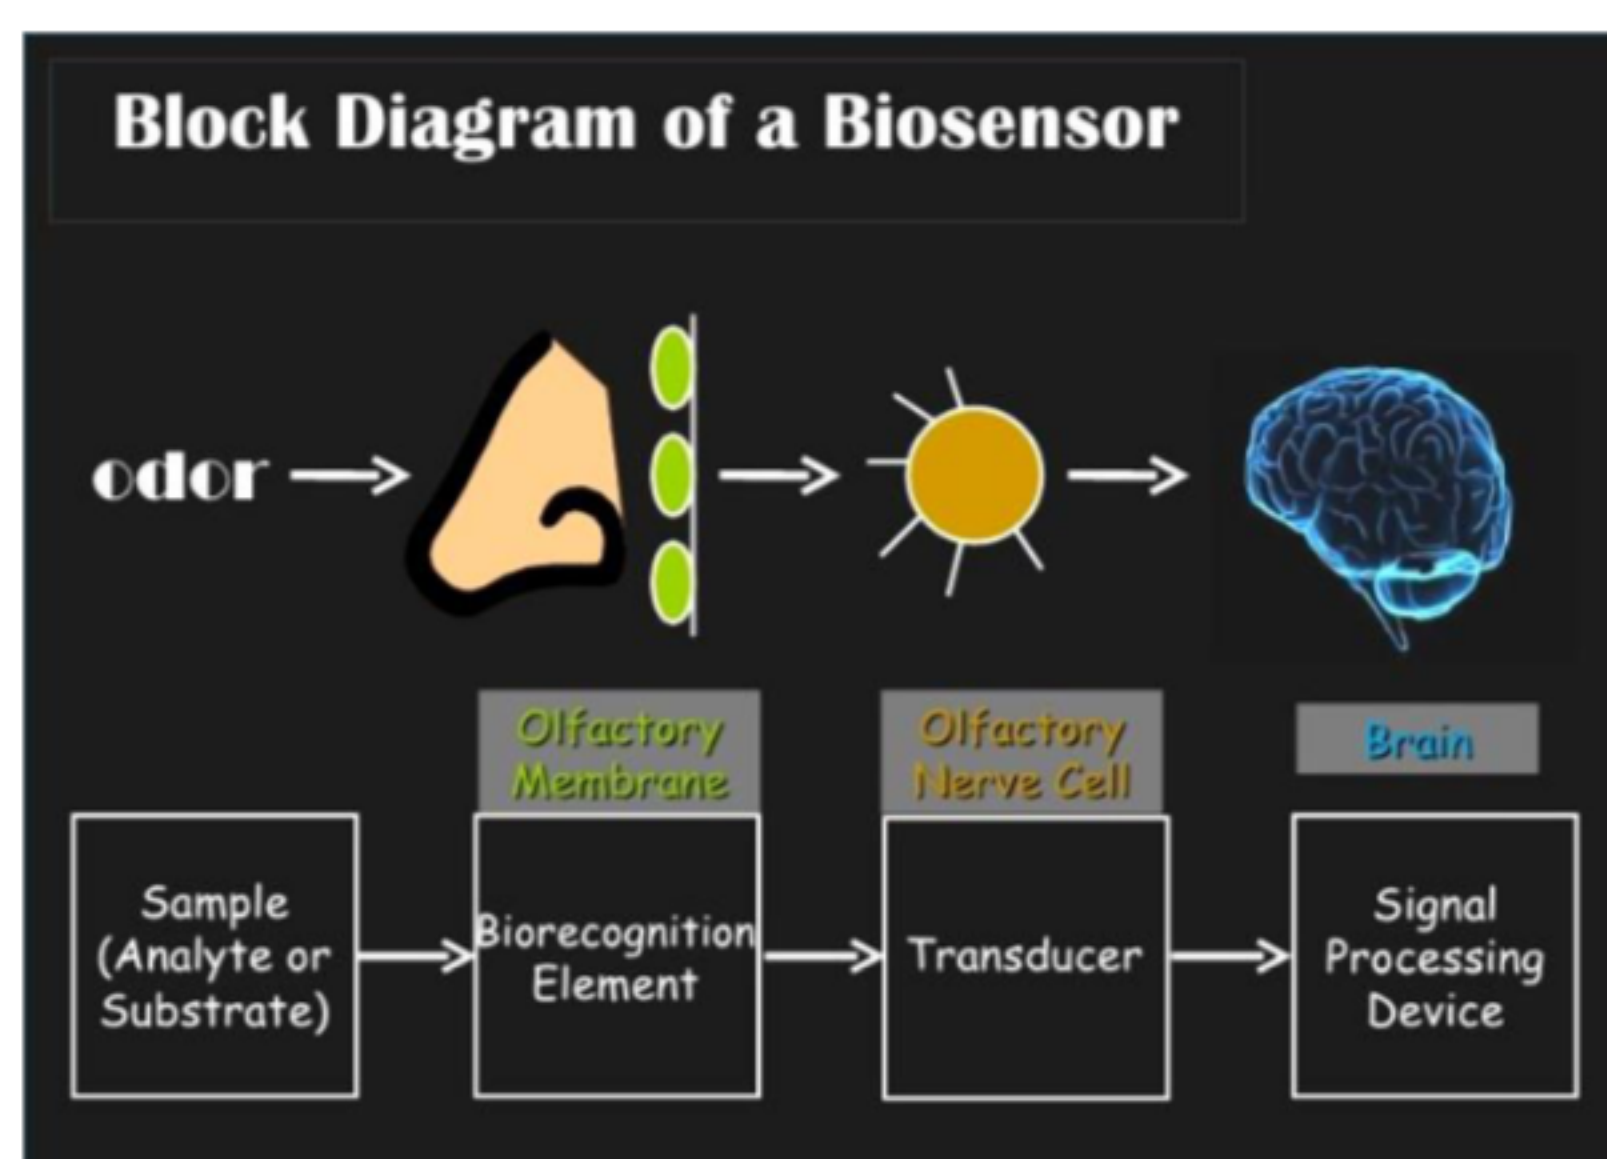 Block Diagram of a Biosensor
odor
Olfactory
Membrane
Olfactory
Nerve Cell
Brain
Sample
(Analyte or
Substrate)
Biorecognition
Element
Transducer
Signal
Processing
Device